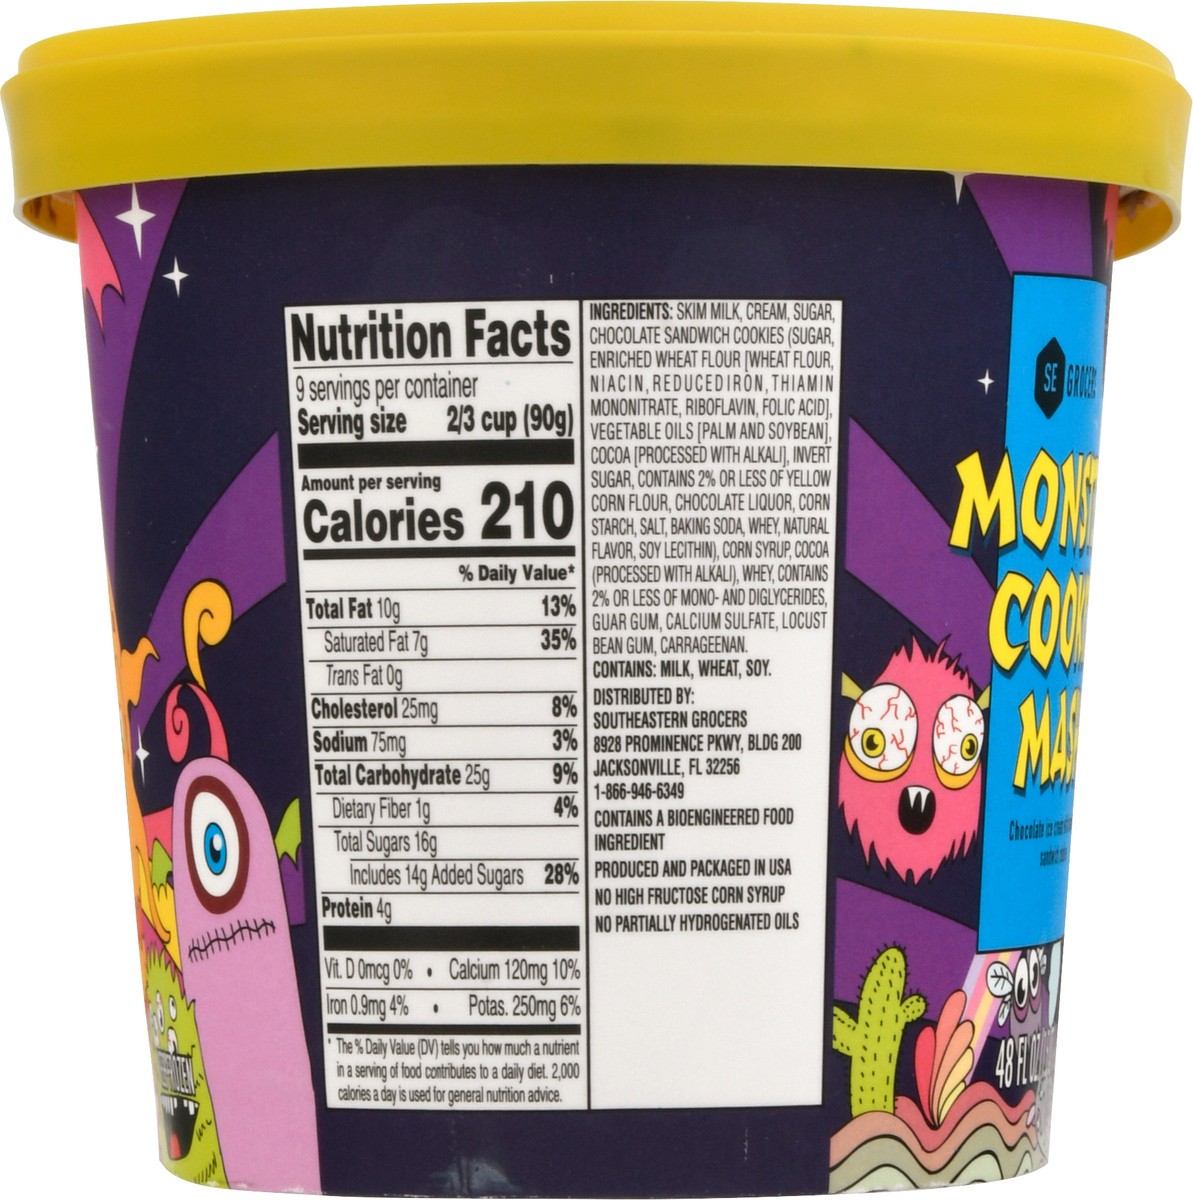 Nutrition Facts
9 servings per container
Serving size 2/3 cup (90g)
Amount per serving
Calories 210
% Daily Value*
Total Fat 10g 13%
Saturated Fat 7g 35%
Trans Fat 0g
Cholesterol 25mg 8%
Sodium 75mg 3%
Total Carbohydrate 25g 9%
Dietary Fiber 1g 4%
Total Sugars 16g
Includes 14g Added Sugars 28%
Protein 4g
Vit. D 0mcg 0% • Calcium 120mg 10%
Iron 0.9mg 4% • Potas. 250mg 6%
* The % Daily Value (DV) tells you how much a nutrient
in a serving of food contributes to a daily diet. 2,000
calories a day is used for general nutrition advice.
INGREDIENTS: SKIM MILK, CREAM, SUGAR,
CHOCOLATE SANDWICH COOKIES (SUGAR,
ENRICHED WHEAT FLOUR [WHEAT FLOUR,
NIACIN, REDUCED IRON, THIAMIN
MONONITRATE, RIBOFLAVIN, FOLIC ACID],
VEGETABLE OILS [PALM AND SOYBEAN],
COCOA [PROCESSED WITH ALKALI], INVERT
SUGAR, CONTAINS 2% OR LESS OF YELLOW
CORN FLOUR, CHOCOLATE LIQUOR, CORN
STARCH, SALT, BAKING SODA, WHEY, NATURAL
FLAVOR, SOY LECITHIN), CORN SYRUP, COCOA
(PROCESSED WITH ALKALI), WHEY, CONTAINS
2% OR LESS OF MONO- AND DIGLYCERIDES,
GUAR GUM, CALCIUM SULFATE, LOCUST
BEAN GUM, CARRAGEENAN.
CONTAINS: MILK, WHEAT, SOY.
DISTRIBUTED BY:
SOUTHEASTERN GROCERS
8928 PROMINENCE PKWY, BLDG 200
JACKSONVILLE, FL 32256
1-866-946-6349
CONTAINS A BIOENGINEERED FOOD
INGREDIENT
PRODUCED AND PACKAGED IN USA
NO HIGH FRUCTOSE CORN SYRUP
NO PARTIALLY HYDROGENATED OILS
SE GROCERS
MONST
COOK
MAS
Chocolate ice
48 FL OZ